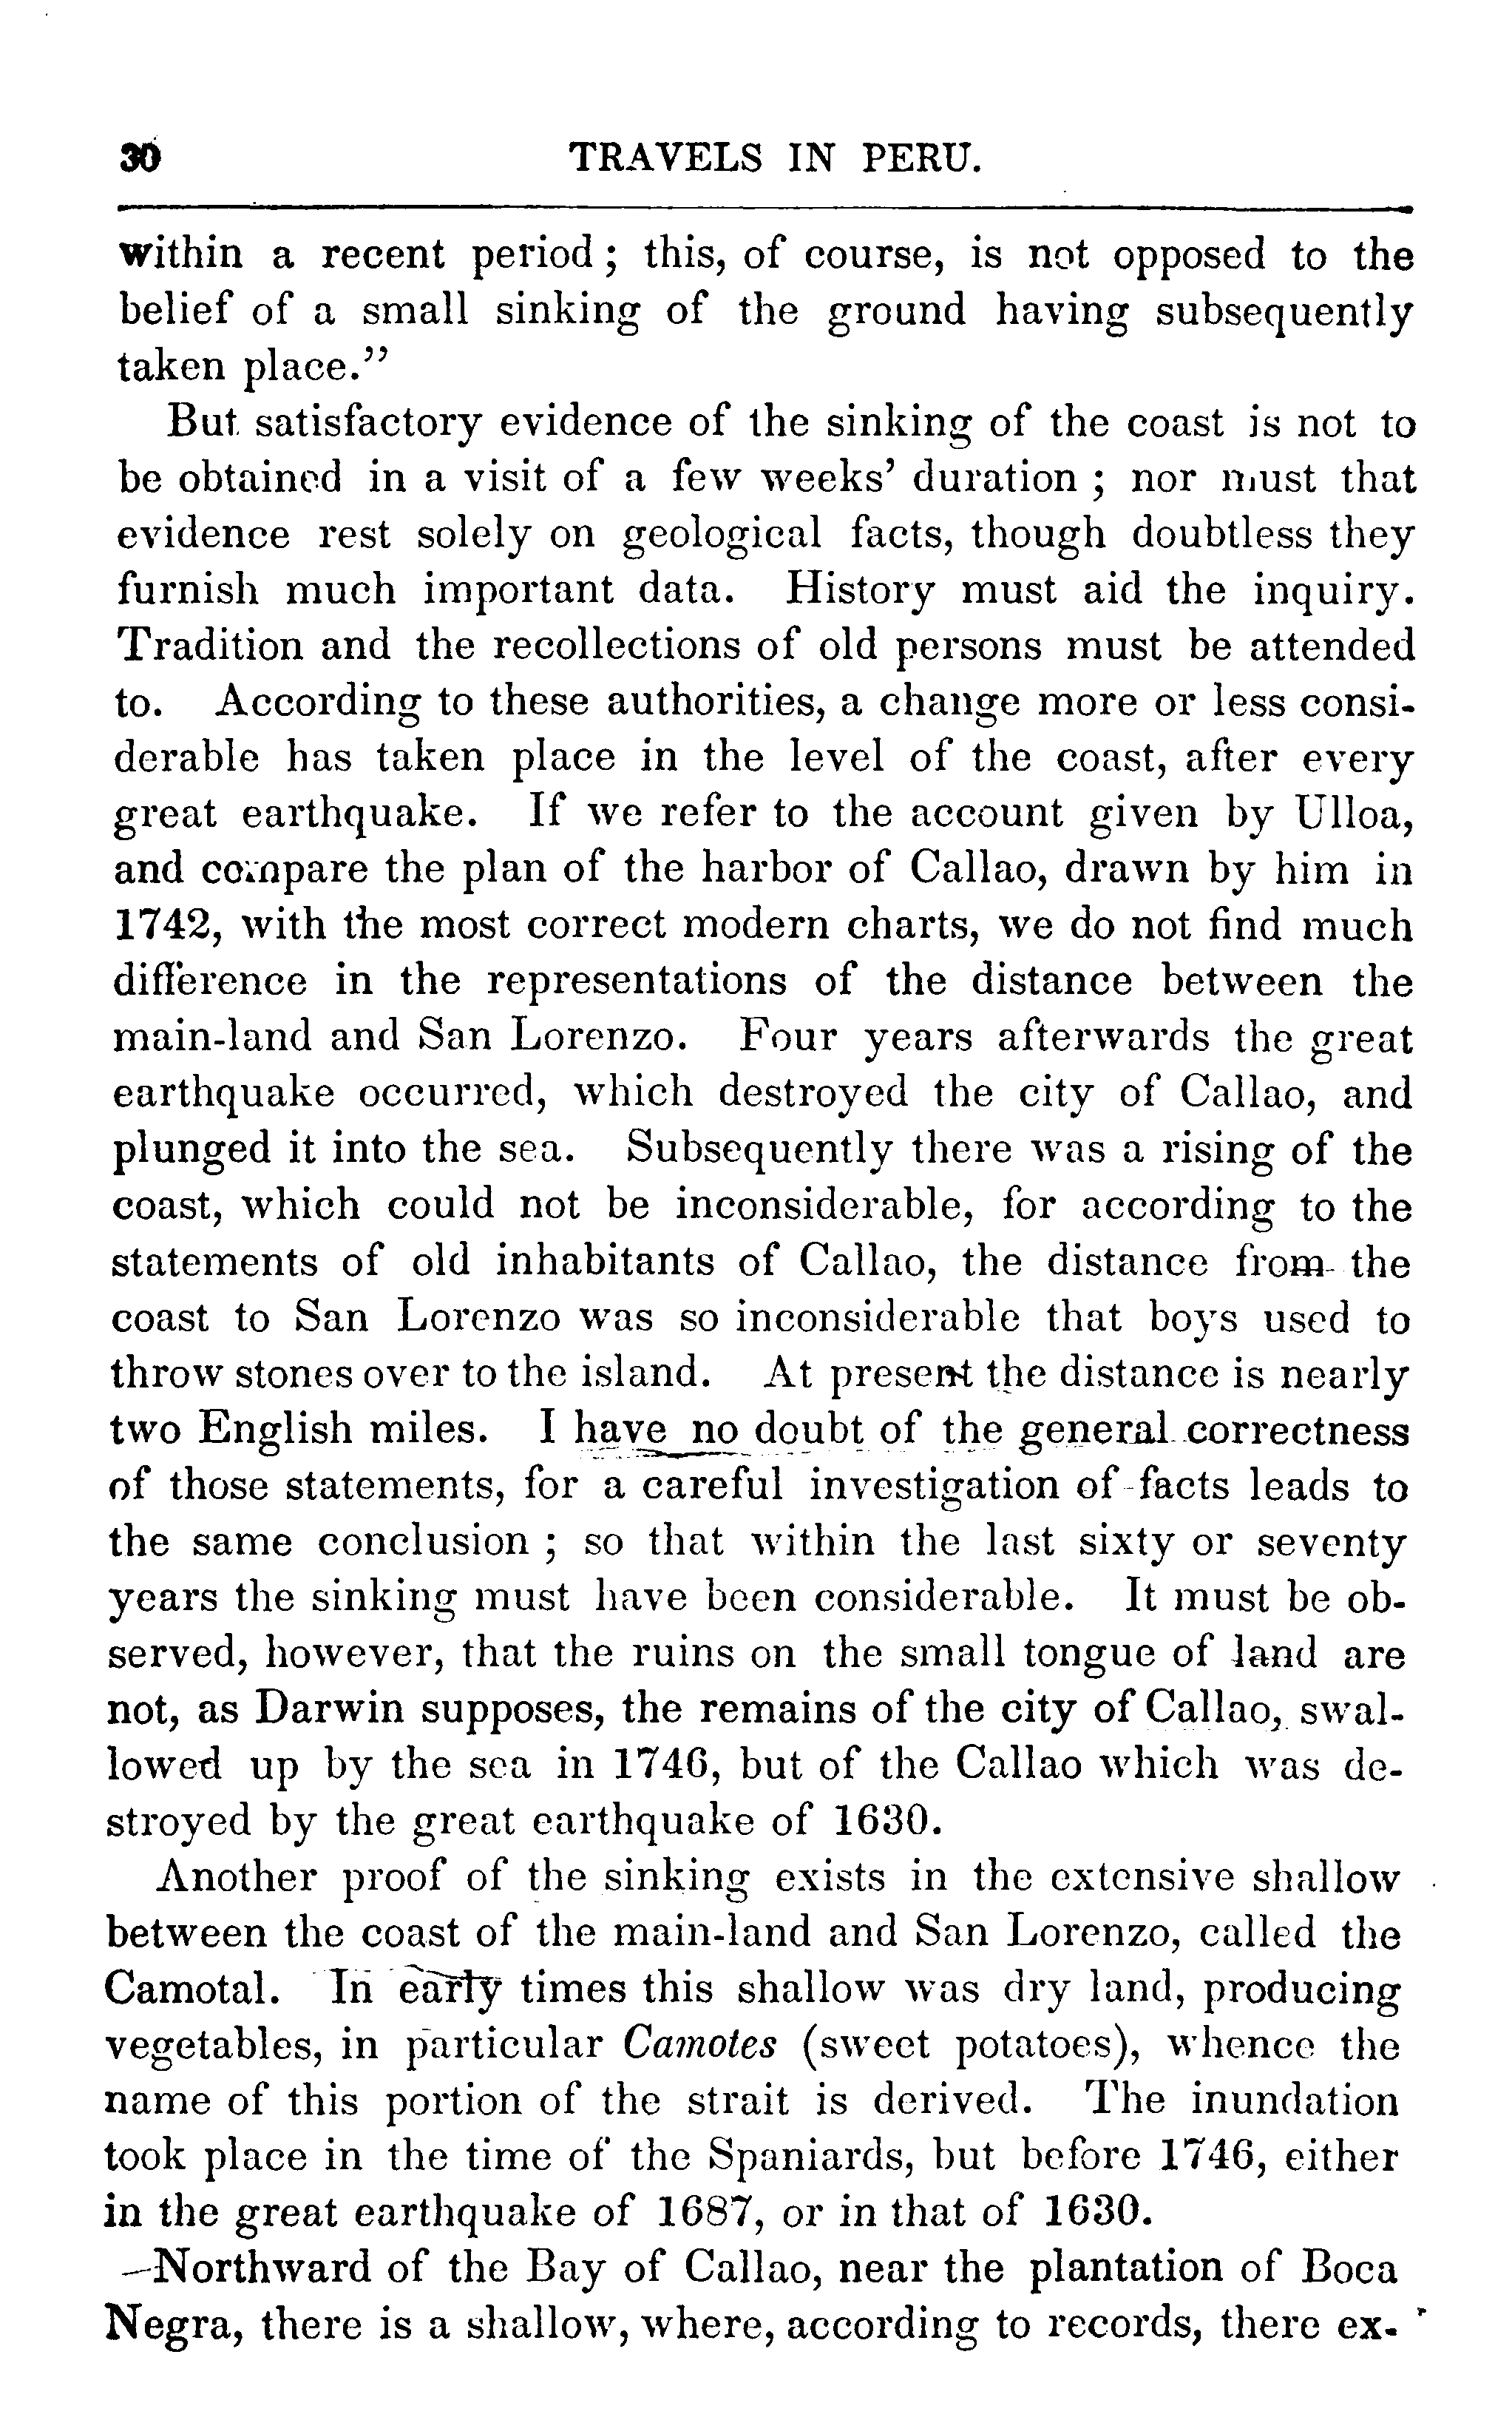 30 TRAVELS IN PERU.
within a recent period ; this, of course, is not opposed to the
belief of a small sinking of the ground having subsequently
taken place.”
But satisfactory evidence of the sinking of the coast is not to
be obtained in a visit of a few weeks’ duration ; nor must that
evidence rest solely on geological facts, though doubtless they
furnish much important data. History must aid the inquiry.
Tradition and the recollections of old persons must be attended
to. According to these authorities, a change more or less consi-
derable has taken place in the level of the coast, after every
great earthquake. If we refer to the account given by Ulloa,
and compare the plan of the harbor of Callao, drawn by him in
1742, with the most correct modern charts, we do not find much
difference in the representations of the distance between the
main-land and San Lorenzo. Four years afterwards the great
earthquake occurred, which destroyed the city of Callao, and
plunged it into the sea. Subsequently there was a rising of the
coast, which could not be inconsiderable, for according to the
statements of old inhabitants of Callao, the distance from the
coast to San Lorenzo was so inconsiderable that boys used to
throw stones over to the island. At present the distance is nearly
two English miles. I have no doubt of the general correctness
of those statements, for a careful investigation of facts leads to
the same conclusion ; so that within the last sixty or seventy
years the sinking must have been considerable. It must be ob-
served, however, that the ruins on the small tongue of land are
not, as Darwin supposes, the remains of the city of Callao, swal-
lowed up by the sea in 1746, but of the Callao which was de-
stroyed by the great earthquake of 1630.
Another proof of the sinking exists in the extensive shallow
between the coast of the main-land and San Lorenzo, called the
Camotal. In early times this shallow was dry land, producing
vegetables, in particular Camotes (sweet potatoes), whence the
name of this portion of the strait is derived. The inundation
took place in the time of the Spaniards, but before 1746, either
in the great earthquake of 1687, or in that of 1630.
Northward of the Bay of Callao, near the plantation of Boca
Negra, there is a shallow, where, according to records, there ex-